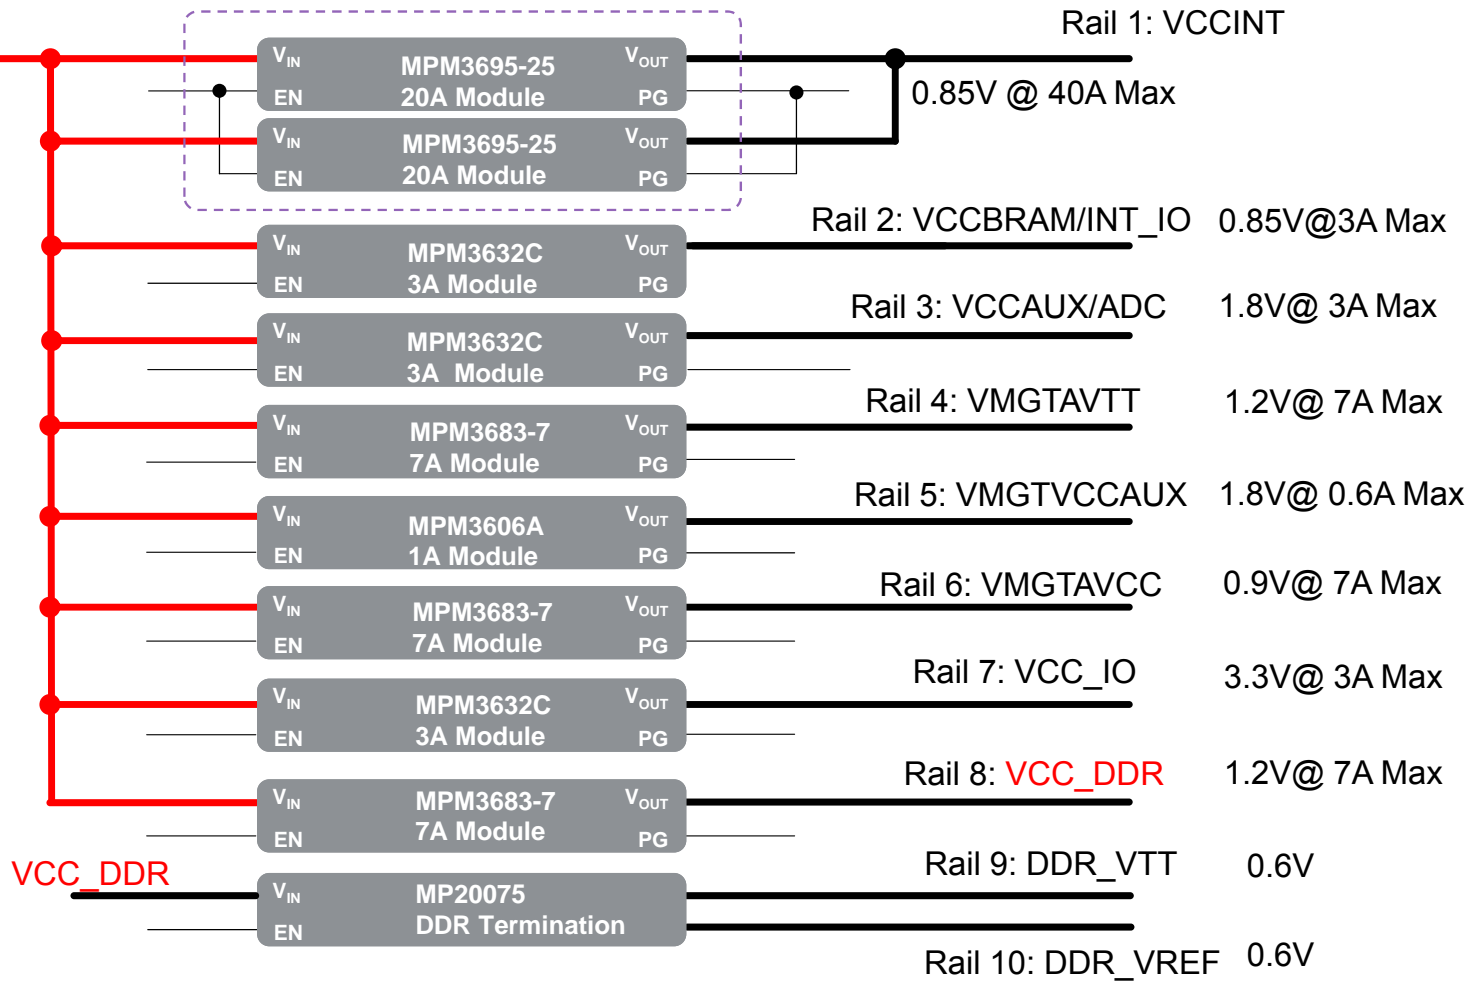 Rail 1: VCCINT
VIN MPM3695-25 VOUT
EN 20A Module PG
0.85V @ 40A Max
VIN MPM3695-25 VOUT
EN 20A Module PG
Rail 2: VCCBRAM/INT_IO 0.85V@3A Max
VIN MPM3632C VOUT
EN 3A Module PG
Rail 3: VCCAUX/ADC 1.8V@ 3A Max
VIN MPM3632C VOUT
EN 3A Module PG
Rail 4: VMGTAVTT 1.2V@ 7A Max
VIN MPM3683-7 VOUT
EN 7A Module PG
Rail 5: VMGTVCCAUX 1.8V@ 0.6A Max
VIN MPM3606A VOUT
EN 1A Module PG
Rail 6: VMGTAVCC 0.9V@ 7A Max
VIN MPM3683-7 VOUT
EN 7A Module PG
Rail 7: VCC_IO 3.3V@ 3A Max
VIN MPM3632C VOUT
EN 3A Module PG
Rail 8: VCC_DDR 1.2V@ 7A Max
VIN MPM3683-7 VOUT
EN 7A Module PG
Rail 9: DDR_VTT 0.6V
VCC_DDR
VIN MP20075
EN DDR Termination
Rail 10: DDR_VREF 0.6V